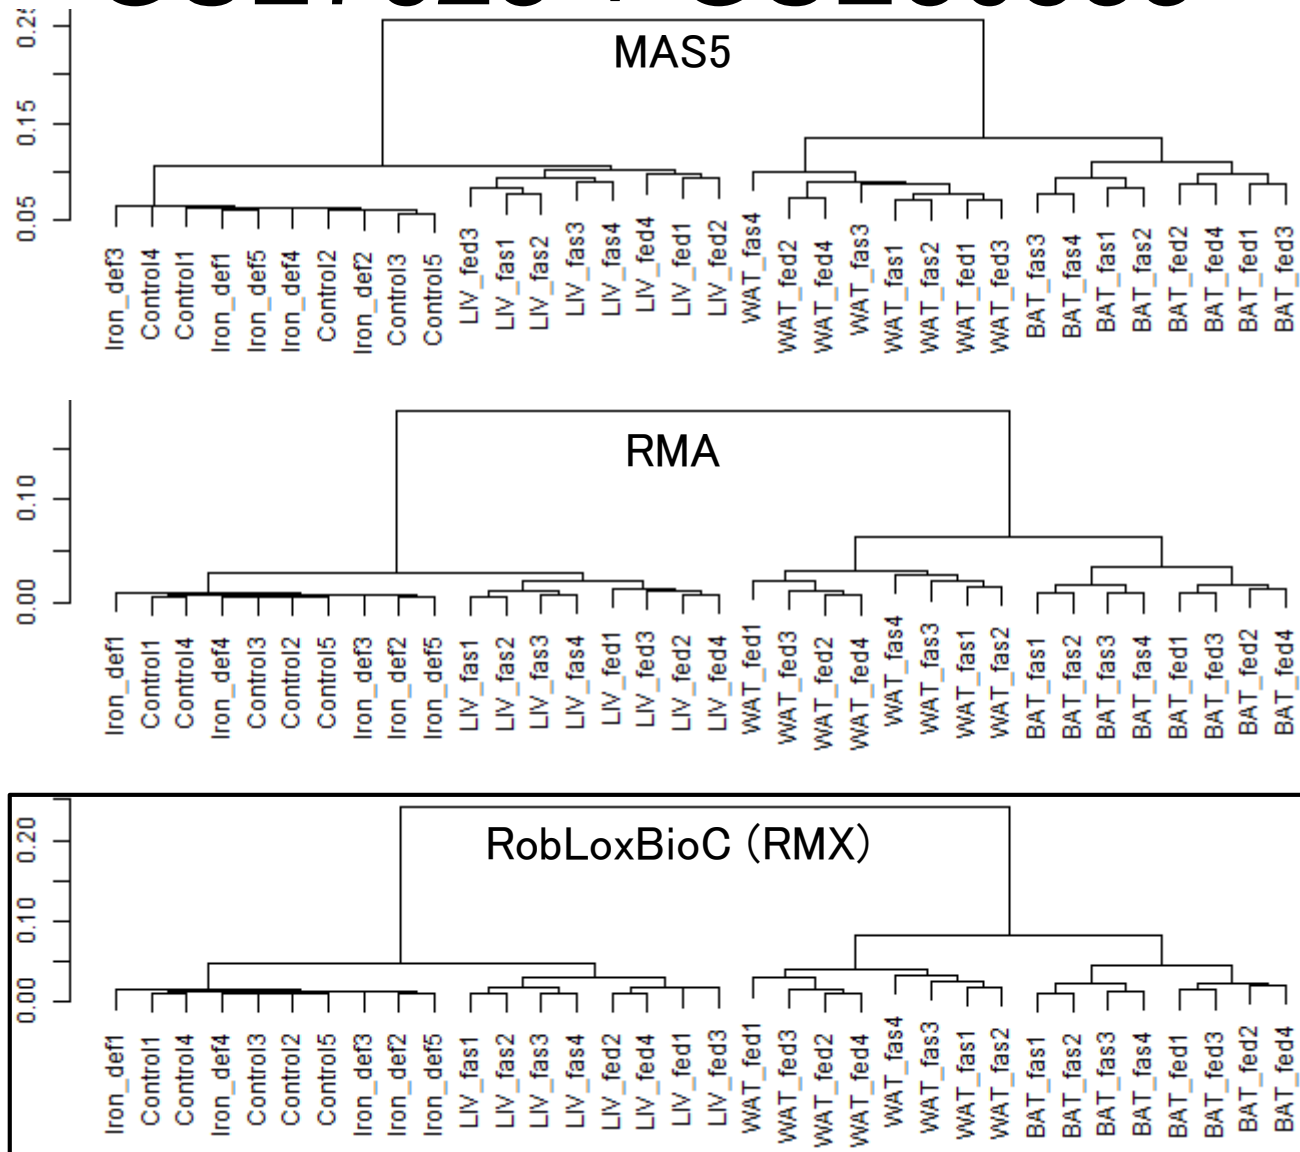 0.25
MAS5
0.15
0.05
Iron_def3
Control4
Control1
Iron_def1
Iron_def5
Iron_def4
Control2
Iron_def2
Control3
Control5
LIV_fed3
LIV_fas1
LIV_fas2
LIV_fas3
LIV_fas4
LIV_fed4
LIV_fed1
LIV_fed2
WAT_fas4
WAT_fed2
WAT_fed4
WAT_fas3
WAT_fas1
WAT_fas2
WAT_fed1
WAT_fed3
BAT_fas3
BAT_fas4
BAT_fas1
BAT_fas2
BAT_fed2
BAT_fed4
BAT_fed1
BAT_fed3
RMA
0.10
0.00
Iron_def1
Control1
Control4
Iron_def4
Control3
Control2
Control5
Iron_def3
Iron_def2
Iron_def5
LIV_fas1
LIV_fas2
LIV_fas3
LIV_fas4
LIV_fed1
LIV_fed3
LIV_fed2
LIV_fed4
WAT_fed1
WAT_fed3
WAT_fed2
WAT_fed4
WAT_fas4
WAT_fas3
WAT_fas1
WAT_fas2
BAT_fas1
BAT_fas2
BAT_fas3
BAT_fas4
BAT_fed1
BAT_fed3
BAT_fed2
BAT_fed4
RobLoxBioC (RMX)
0.20
0.10
0.00
Iron_def1
Control1
Control4
Iron_def4
Control3
Control2
Control5
Iron_def3
Iron_def2
Iron_def5
LIV_fas1
LIV_fas2
LIV_fas3
LIV_fas4
LIV_fed2
LIV_fed4
LIV_fed1
LIV_fed3
WAT_fed1
WAT_fed3
WAT_fed2
WAT_fed4
WAT_fas4
WAT_fas3
WAT_fas1
WAT_fas2
BAT_fas1
BAT_fas2
BAT_fas3
BAT_fas4
BAT_fed1
BAT_fed3
BAT_fed2
BAT_fed4